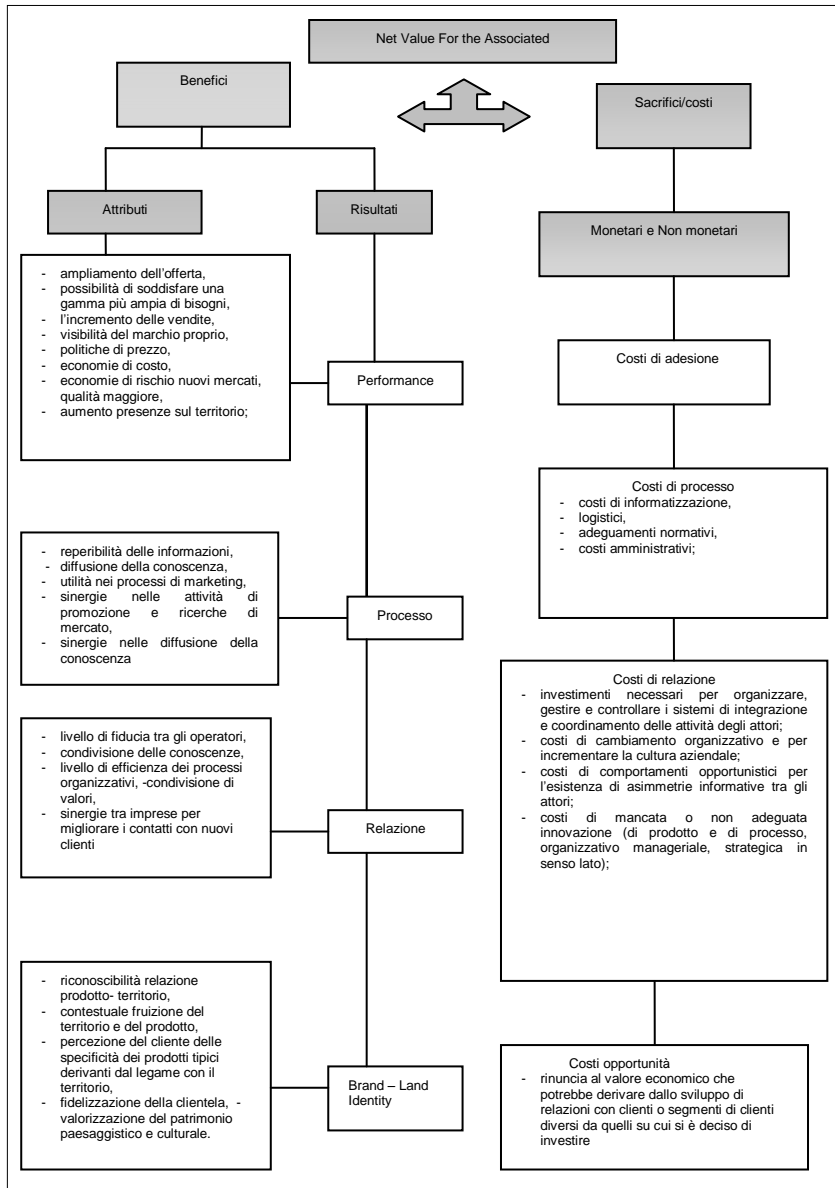 Net Value For the Associated
Benefici
Sacrifici/costi
Attributi
Risultati
Monetari e Non monetari
- ampliamento dell'offerta,
- possibilità di soddisfare una
gamma più ampia di bisogni,
- l'incremento delle vendite,
- visibilità del marchio proprio,
- politiche di prezzo,
- economie di costo,
- economie di rischio nuovi mercati,
qualità maggiore,
- aumento presenze sul territorio;
Performance
Costi di adesione
Costi di processo
- costi di informatizzazione,
- logistici,
- adeguamenti normativi,
- costi amministrativi;
- reperibilità delle informazioni,
- diffusione della conoscenza,
- utilità nei processi di marketing,
- sinergie nelle attività di
promozione e ricerche di
mercato,
- sinergie nelle diffusione della
conoscenza
Processo
Costi di relazione
- investimenti necessari per organizzare,
gestire e controllare i sistemi di integrazione
e coordinamento delle attività degli attori;
- costi di cambiamento organizzativo e per
incrementare la cultura aziendale;
- costi di comportamenti opportunistici per
l'esistenza di asimmetrie informative tra gli
attori;
- costi di mancata o non adeguata
innovazione (di prodotto e di processo,
organizzativo manageriale, strategica in
senso lato);
- livello di fiducia tra gli operatori,
- condivisione delle conoscenze,
- livello di efficienza dei processi
organizzativi, -condivisione di
valori,
- sinergie tra imprese per
migliorare i contatti con nuovi
clienti
Relazione
- riconoscibilità relazione
prodotto- territorio,
- contestuale fruizione del
territorio e del prodotto,
- percezione del cliente delle
specificità dei prodotti tipici
derivanti dal legame con il
territorio,
- fidelizzazione della clientela, -
valorizzazione del patrimonio
paesaggistico e culturale.
Brand – Land
Identity
Costi opportunità
- rinuncia al valore economico che
potrebbe derivare dallo sviluppo di
relazioni con clienti o segmenti di clienti
diversi da quelli su cui si è deciso di
investire